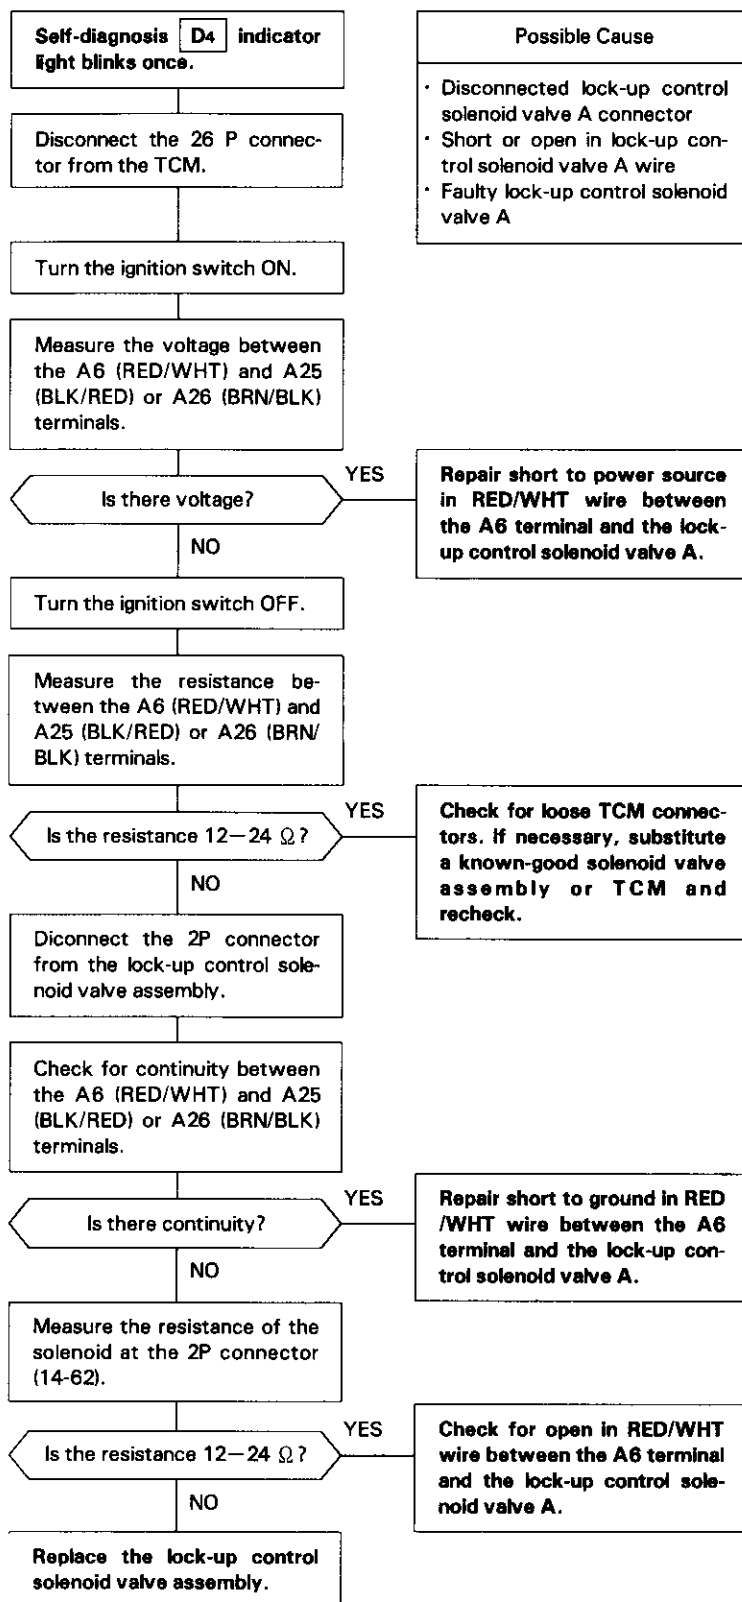 Self-diagnosis D4 indicator
light blinks once.
Possible Cause
· Disconnected lock-up control
solenoid valve A connector
· Short or open in lock-up con-
trol solenoid valve A wire
· Faulty lock-up control solenoid
valve A
Disconnect the 26 P connec-
tor from the TCM.
Turn the ignition switch ON.
Measure the voltage between
the A6 (RED/WHT) and A25
(BLK/RED) or A26 (BRN/BLK)
terminals.
Is there voltage?
YES
Repair short to power source
in RED/WHT wire between
the A6 terminal and the lock-
up control solenoid valve A.
NO
Turn the ignition switch OFF.
Measure the resistance be-
tween the A6 (RED/WHT) and
A25 (BLK/RED) or A26 (BRN/
BLK) terminals.
Is the resistance 12—24 Ω?
YES
Check for loose TCM connec-
tors. If necessary, substitute
a known-good solenoid valve
assembly or TCM and
recheck.
NO
Diconnect the 2P connector
from the lock-up control sole-
noid valve assembly.
Check for continuity between
the A6 (RED/WHT) and A25
(BLK/RED) or A26 (BRN/BLK)
terminals.
Is there continuity?
YES
Repair short to ground in RED
/WHT wire between the A6
terminal and the lock-up con-
trol solenoid valve A.
NO
Measure the resistance of the
solenoid at the 2P connector
(14-62).
Is the resistance 12—24 Ω?
YES
Check for open in RED/WHT
wire between the A6 terminal
and the lock-up control sole-
noid valve A.
NO
Replace the lock-up control
solenoid valve assembly.